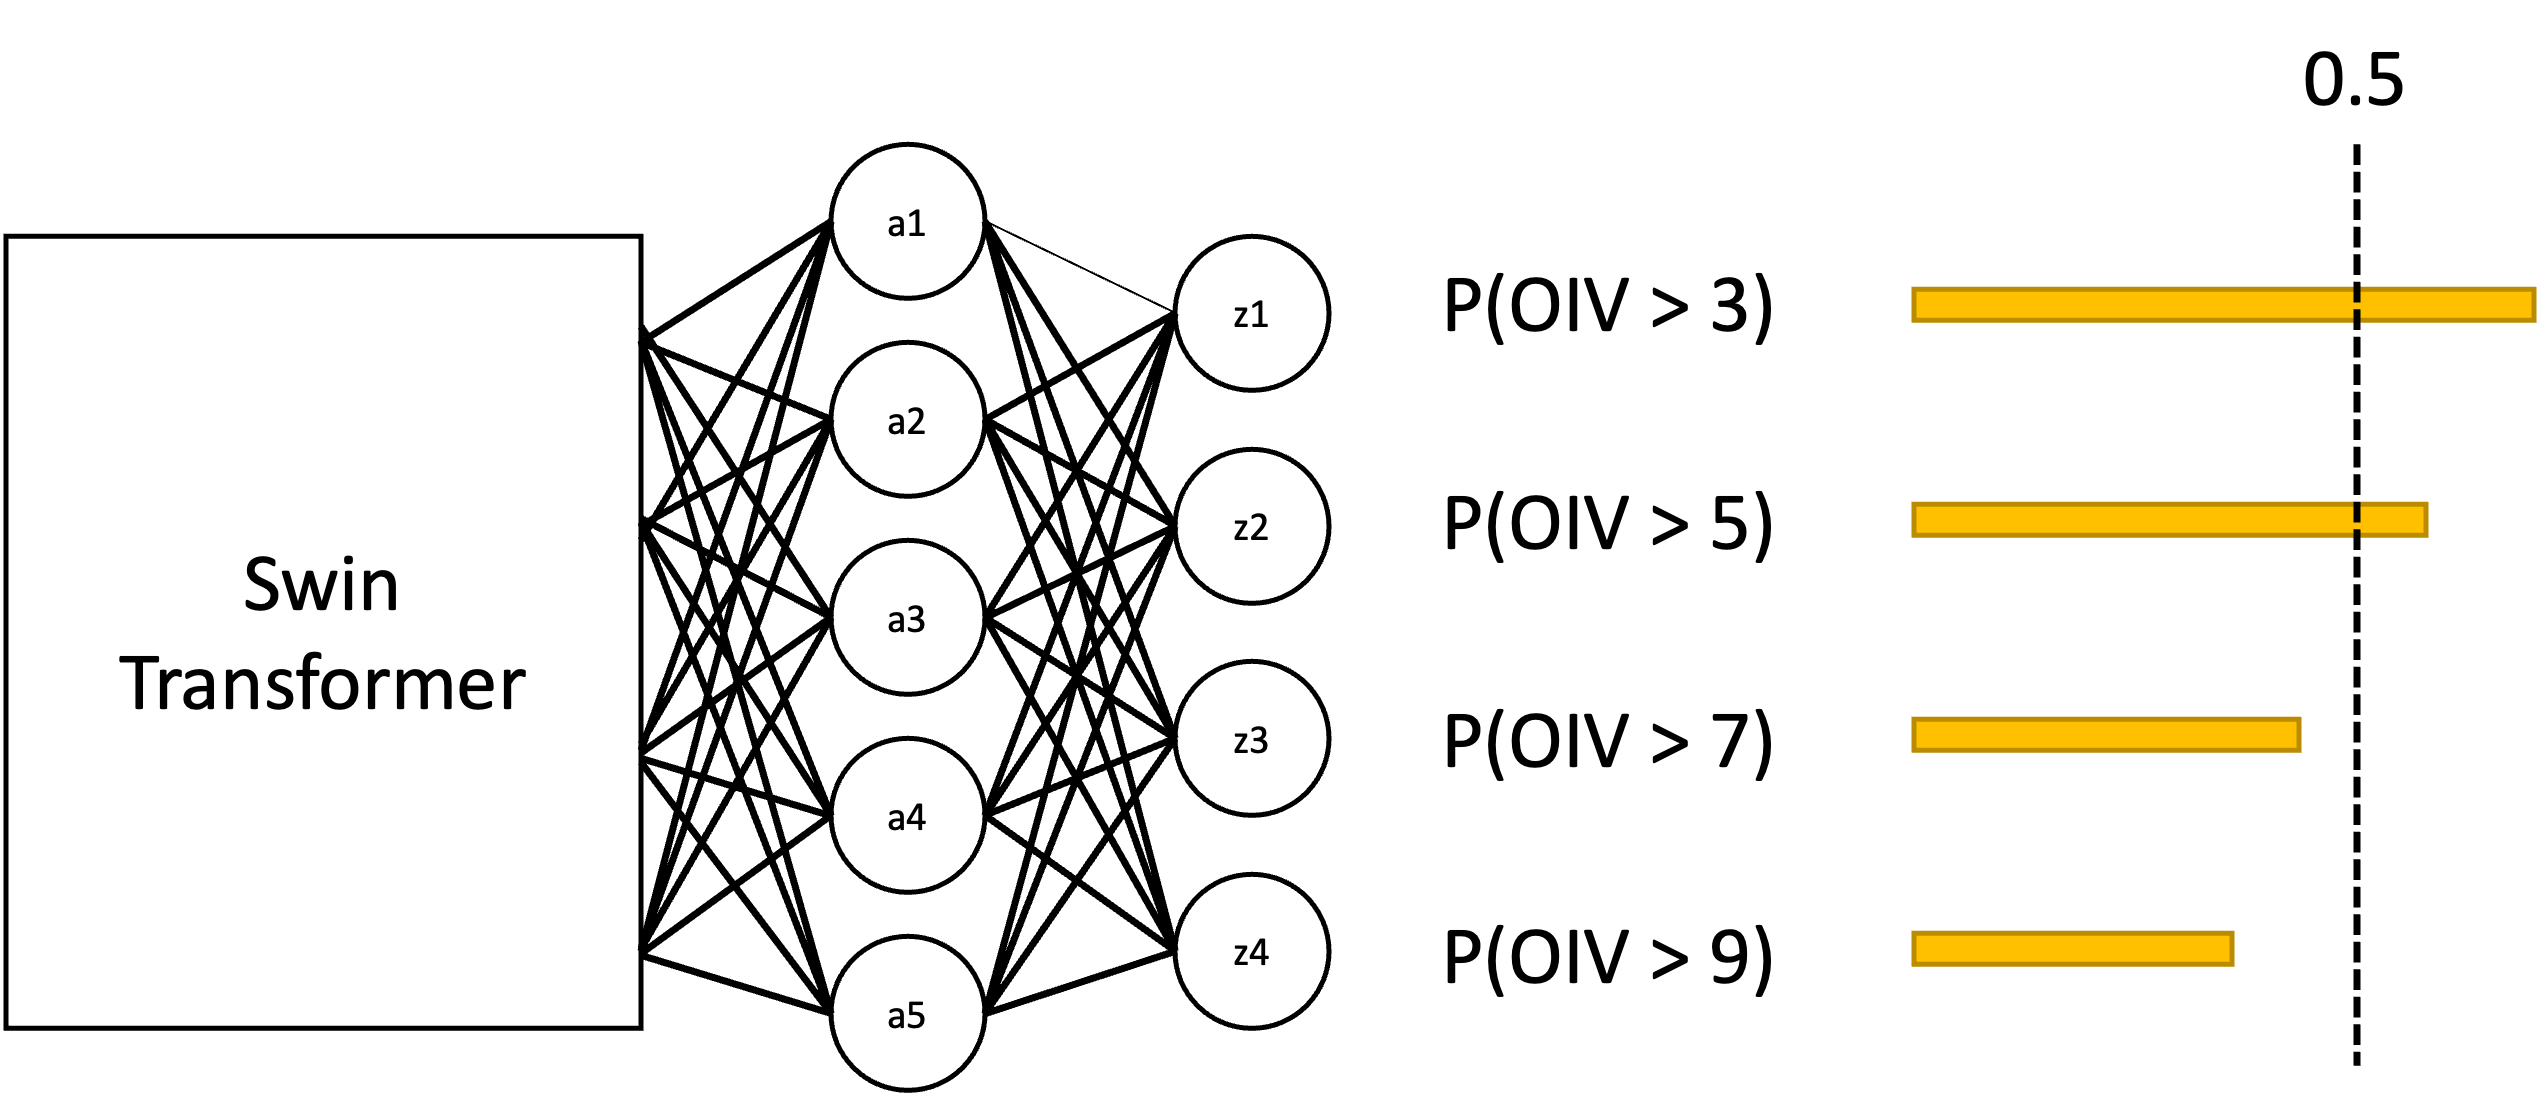 Swin
Transformer
a1
a2
a3
a4
a5
z1
z2
z3
z4
P(OIV > 3)
P(OIV > 5)
P(OIV > 7)
P(OIV > 9)
0.5